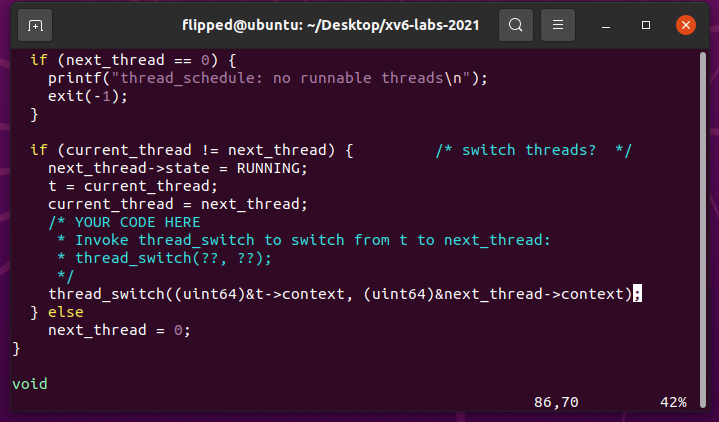 flipped@ubuntu: ~/Desktop/xv6-labs-2021
  if (next_thread == 0) {
    printf("thread_schedule: no runnable threads\n");
    exit(-1);
  }

  if (current_thread != next_thread) {         /* switch threads?  */
    next_thread->state = RUNNING;
    t = current_thread;
    current_thread = next_thread;
    /* YOUR CODE HERE
     * Invoke thread_switch to switch from t to next_thread:
     * thread_switch(??, ??);
     */
    thread_switch((uint64)&t->context, (uint64)&next_thread->context);
  } else
    next_thread = 0;
}

void
86,70 42%